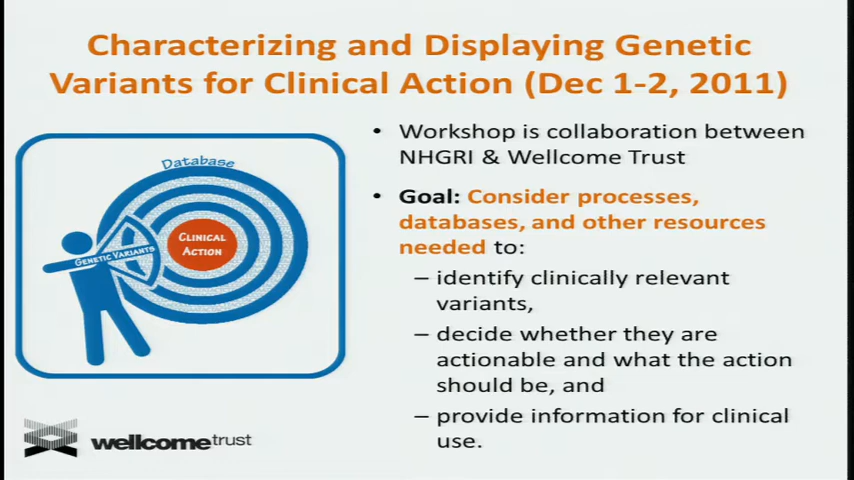 Characterizing and Displaying Genetic
Variants for Clinical Action (Dec 1-2, 2011)
Database
GENETIC VARIANTS
CLINICAL
ACTION
• Workshop is collaboration between
NHGRI & Wellcome Trust
• Goal: Consider processes,
databases, and other resources
needed to:
– identify clinically relevant
variants,
– decide whether they are
actionable and what the action
should be, and
– provide information for clinical
use.
wellcometrust